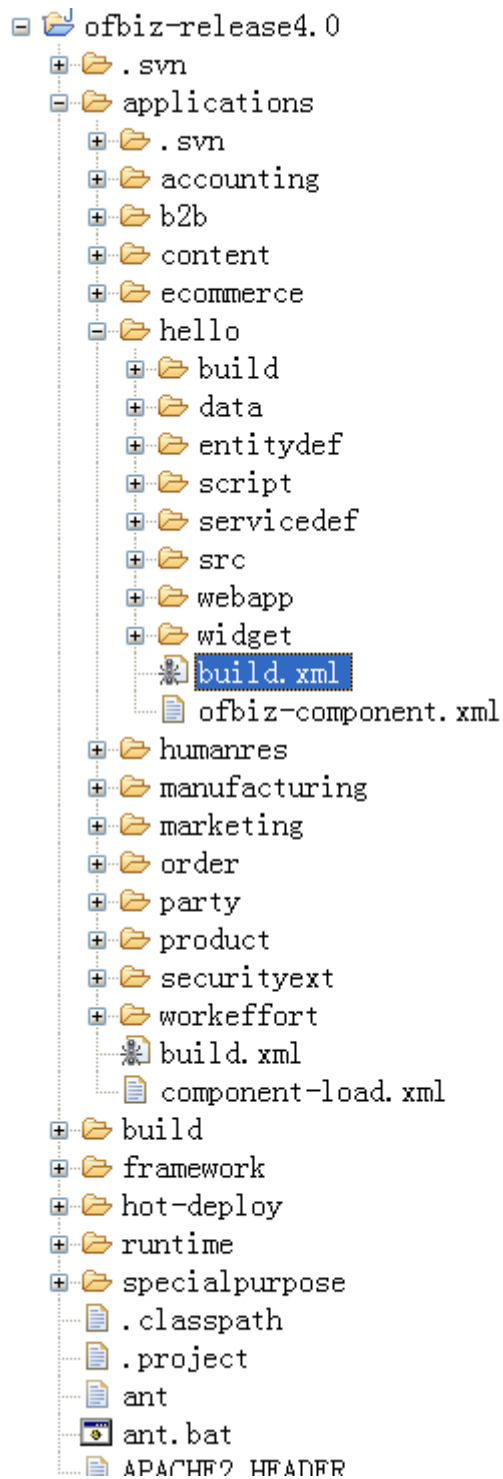 ofbiz-release4.0
.svn
applications
.svn
accounting
b2b
content
ecommerce
hello
build
data
entitydef
script
servicedef
src
webapp
widget
build.xml
ofbiz-component.xml
humanres
manufacturing
marketing
order
party
product
securityext
workeffort
build.xml
component-load.xml
build
framework
hot-deploy
runtime
specialpurpose
.classpath
.project
ant
ant.bat
APACHE2_HEADER